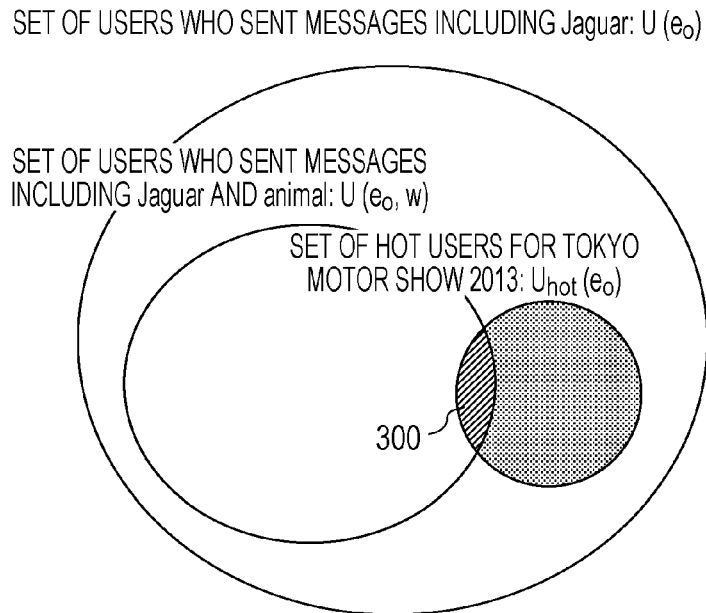 SET OF USERS WHO SENT MESSAGES INCLUDING Jaguar: U (eo)
SET OF USERS WHO SENT MESSAGES
INCLUDING Jaguar AND animal: U (eo, w)
SET OF HOT USERS FOR TOKYO
MOTOR SHOW 2013: Uhot (eo)
300